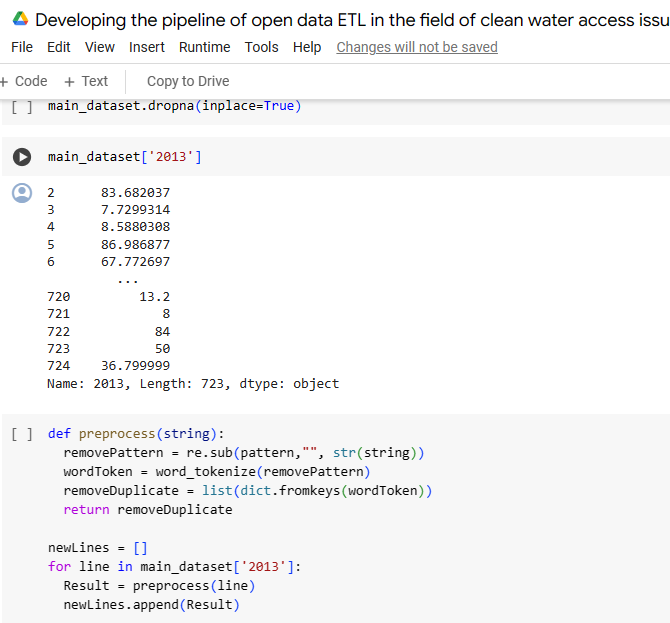 Developing the pipeline of open data ETL in the field of clean water access issu
File Edit View Insert Runtime Tools Help Changes will not be saved
+ Code + Text Copy to Drive
[ ] main_dataset.dropna(inplace=True)
main_dataset['2013']
2 83.682037
3 7.7299314
4 8.5880308
5 86.986877
6 67.772697
...
720 13.2
721 8
722 84
723 50
724 36.799999
Name: 2013, Length: 723, dtype: object
[ ] def preprocess(string):
removePattern = re.sub(pattern,"", str(string))
wordToken = word_tokenize(removePattern)
removeDuplicate = list(dict.fromkeys(wordToken))
return removeDuplicate
newLines = []
for line in main_dataset['2013']:
Result = preprocess(line)
newLines.append(Result)